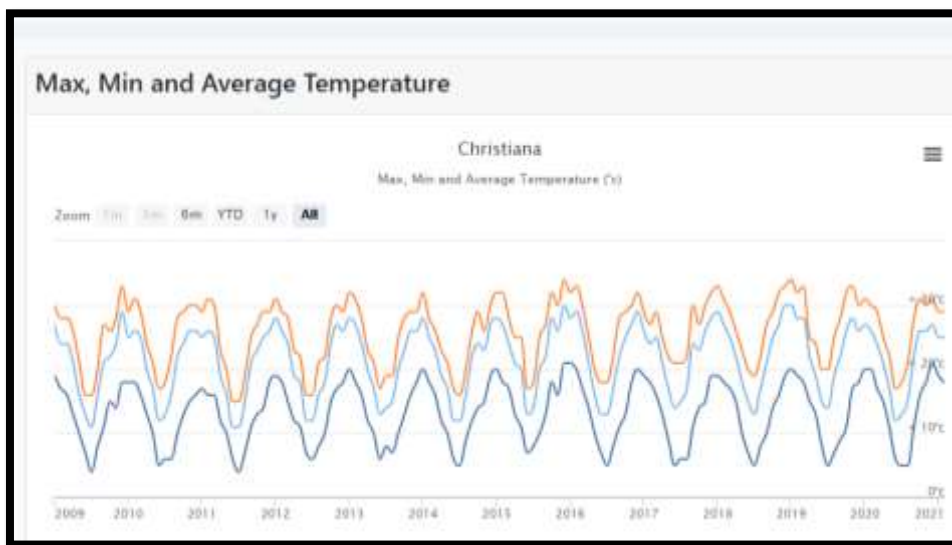 Max, Min and Average Temperature
Christiana
Max, Min and Average Temperature (°c)
Zoom 6m YTD 1y All
20°c
10°c
0°c
2009 2010 2011 2012 2013 2014 2015 2016 2017 2018 2019 2020 2021